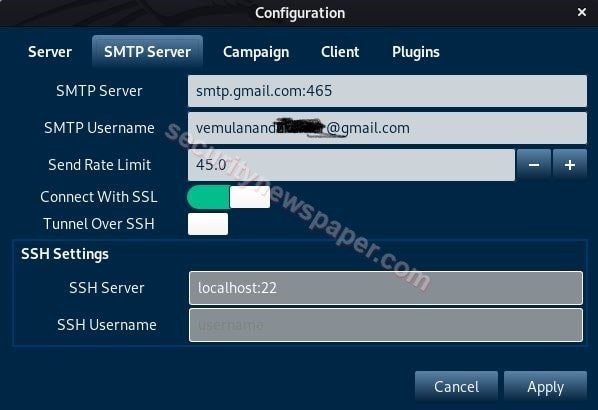 Configuration
×
Server SMTP Server Campaign Client Plugins
SMTP Server smtp.gmail.com:465
SMTP Username @gmail.com
Send Rate Limit 45.0 − +
Connect With SSL
Tunnel Over SSH
securitynewspaper.com
SSH Settings
SSH Server localhost:22
SSH Username username
Cancel Apply